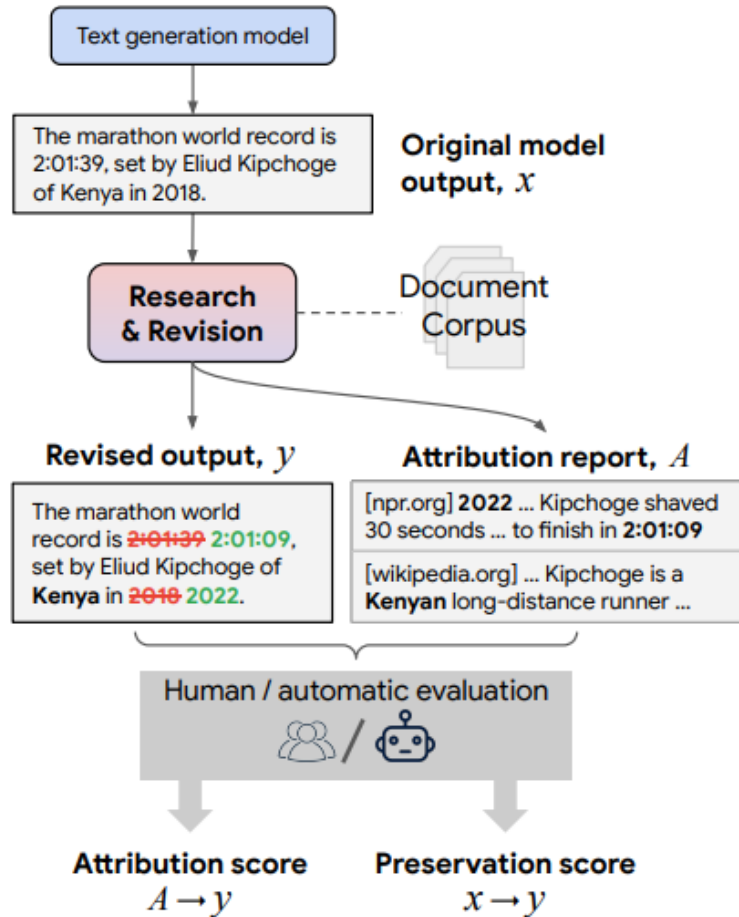 Text generation model
The marathon world record is
2:01:39, set by Eliud Kipchoge
of Kenya in 2018.
Original model
output, x
Research
& Revision
Document
Corpus
Revised output, y
The marathon world
record is 2:01:39 2:01:09,
set by Eliud Kipchoge of
Kenya in 2018 2022.
Attribution report, A
[npr.org] 2022 ... Kipchoge shaved
30 seconds ... to finish in 2:01:09
[wikipedia.org] ... Kipchoge is a
Kenyan long-distance runner ...
Human / automatic evaluation
/
Attribution score
A → y
Preservation score
x → y